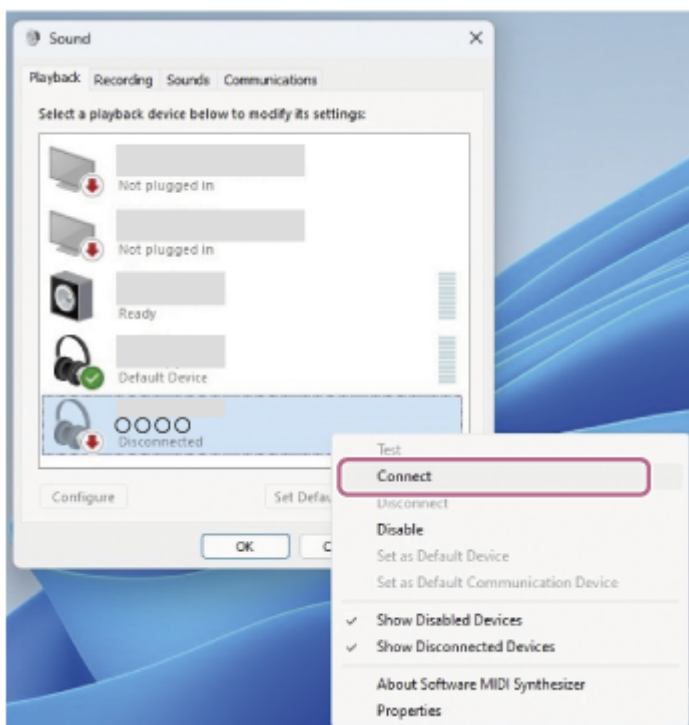 Sound
Playback Recording Sounds Communications
Select a playback device below to modify its settings:
Not plugged in
Not plugged in
Ready
Default Device
○○○○
Disconnected
Configure
Set Defau
OK
C
Test
Connect
Disconnect
Disable
Set as Default Device
Set as Default Communication Device
Show Disabled Devices
Show Disconnected Devices
About Software MIDI Synthesizer
Properties